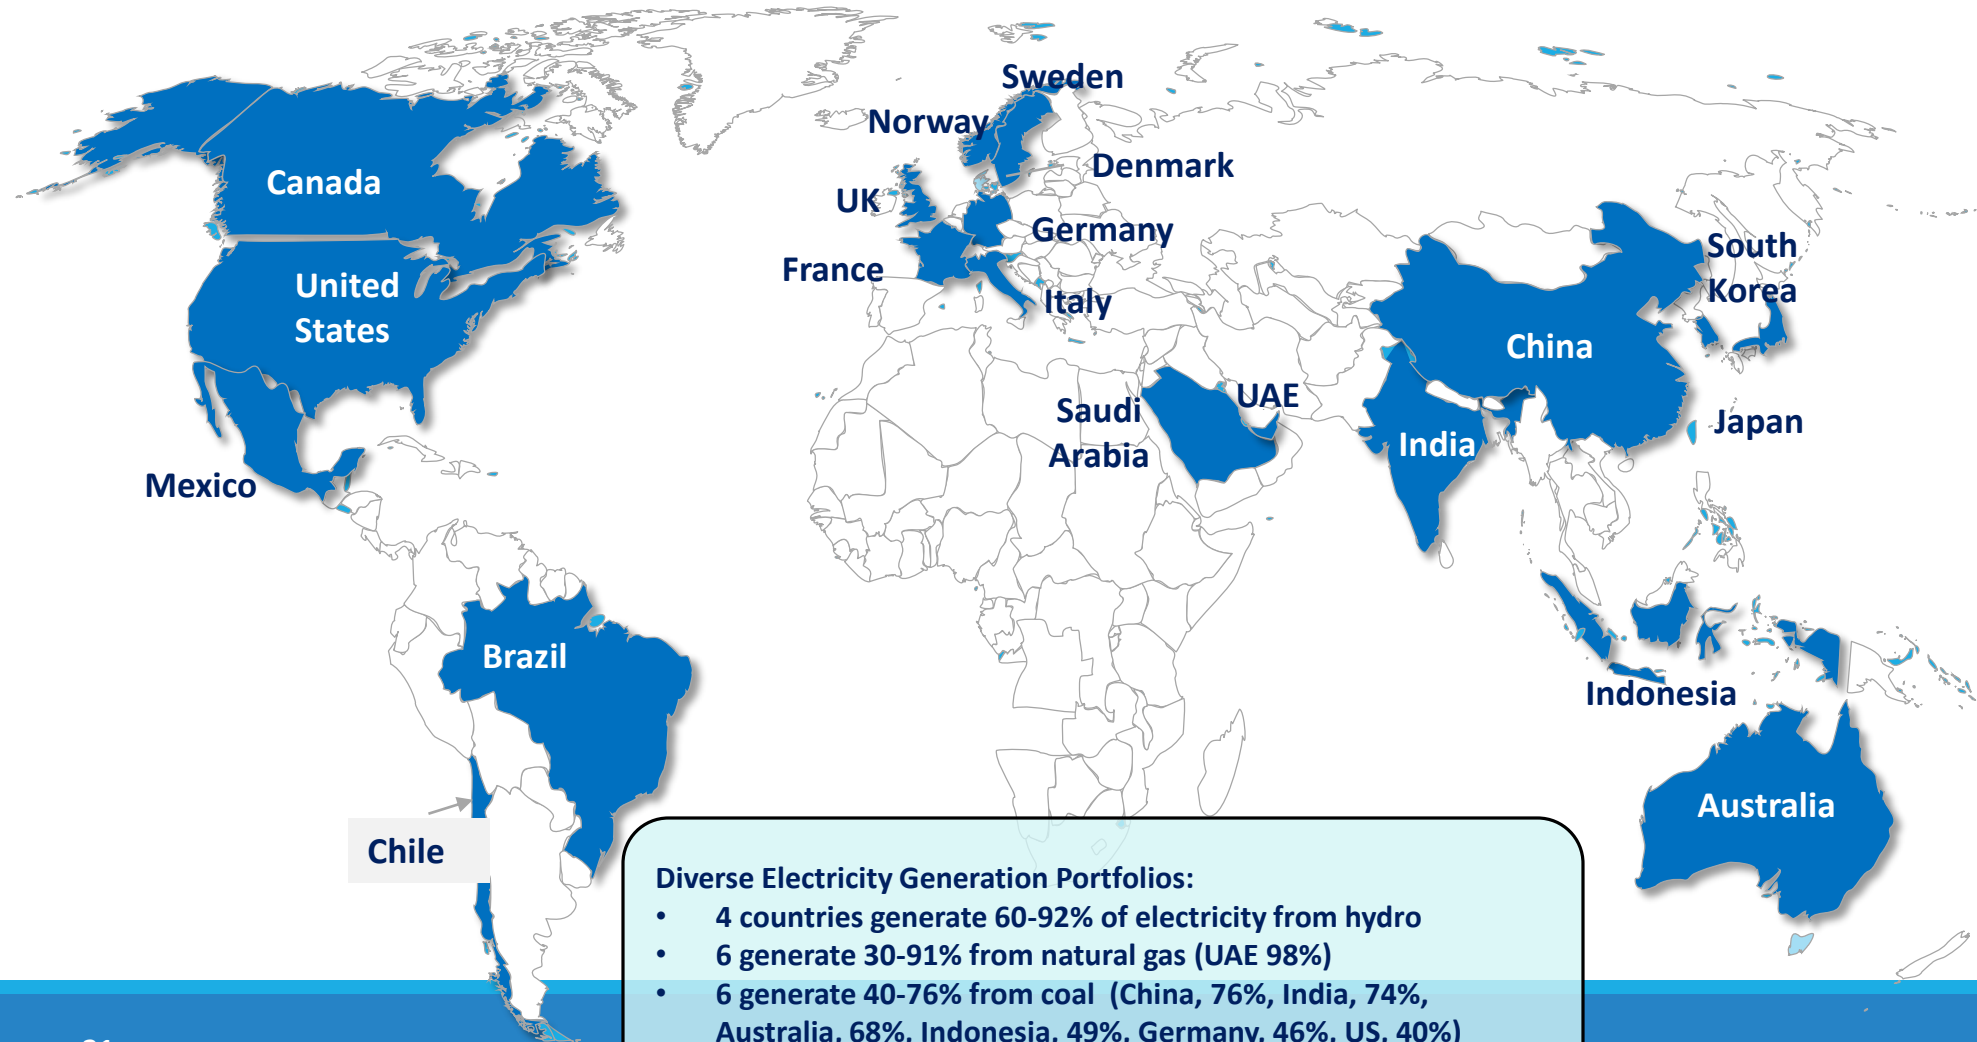 Sweden
Norway
Denmark
Canada
UK
Germany
South
Korea
France
United
States
Italy
China
UAE
Saudi
Arabia
Japan
India
Mexico
Brazil
Indonesia
Australia
Chile
Diverse Electricity Generation Portfolios:
• 4 countries generate 60-92% of electricity from hydro
• 6 generate 30-91% from natural gas (UAE 98%)
• 6 generate 40-76% from coal (China, 76%, India, 74%,
Australia, 68%, Indonesia, 49%, Germany, 46%, US, 40%)